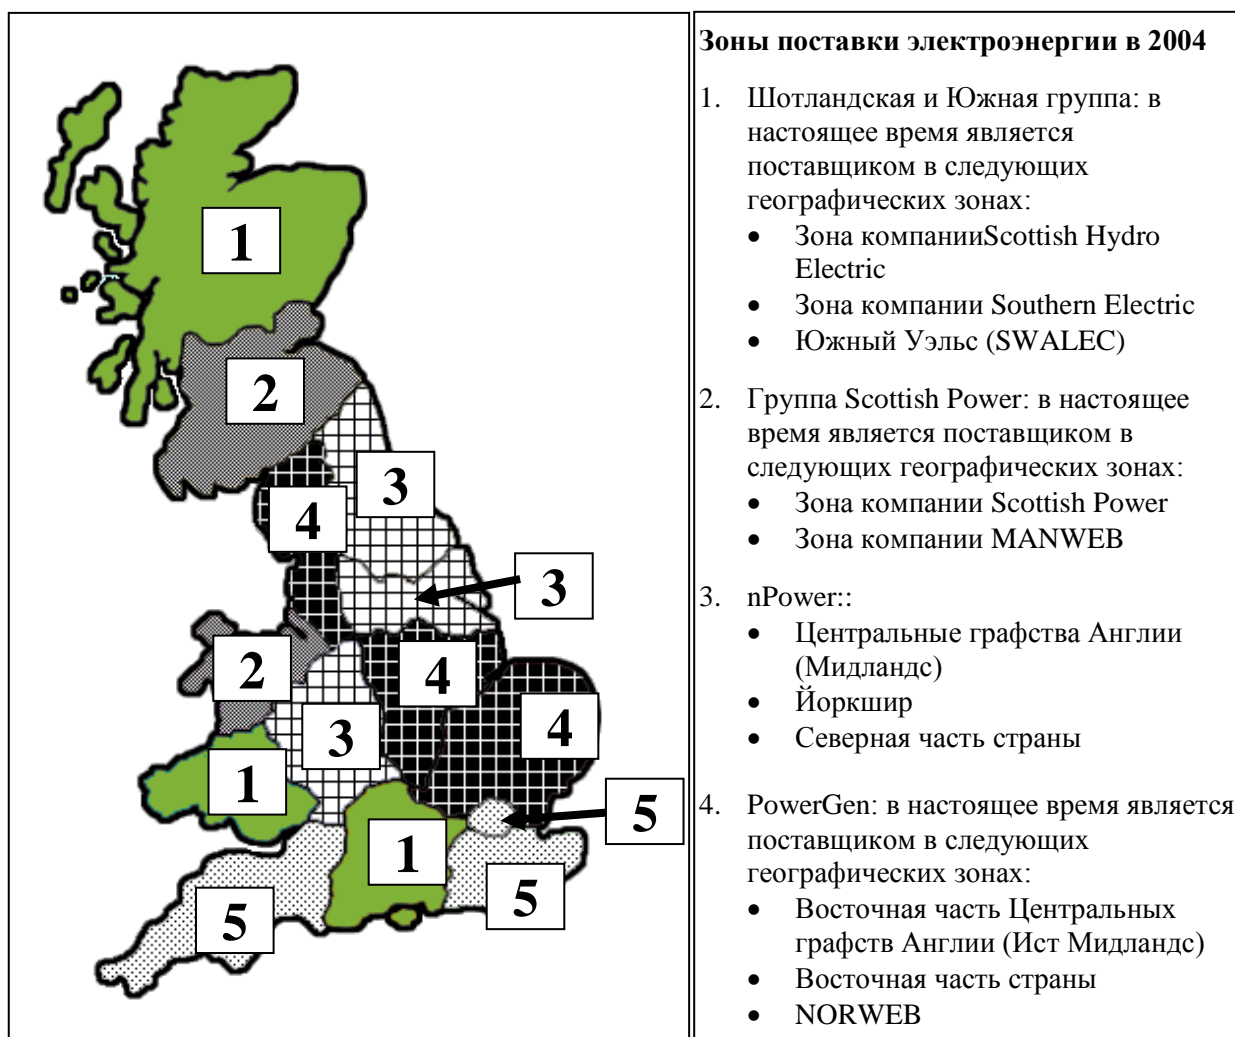 1
2
3
4
3
2
4
4
3
1
5
1
5
5
Зоны поставки электроэнергии в 2004
1. Шотландская и Южная группа: в
настоящее время является
поставщиком в следующих
географических зонах:
• Зона компанииScottish Hydro
Electric
• Зона компании Southern Electric
• Южный Уэльс (SWALEC)
2. Группа Scottish Power: в настоящее
время является поставщиком в
следующих географических зонах:
• Зона компании Scottish Power
• Зона компании MANWEB
3. nPower::
• Центральные графства Англии
(Мидландс)
• Йоркшир
• Северная часть страны
4. PowerGen: в настоящее время является
поставщиком в следующих
географических зонах:
• Восточная часть Центральных
графств Англии (Ист Мидландс)
• Восточная часть страны
• NORWEB